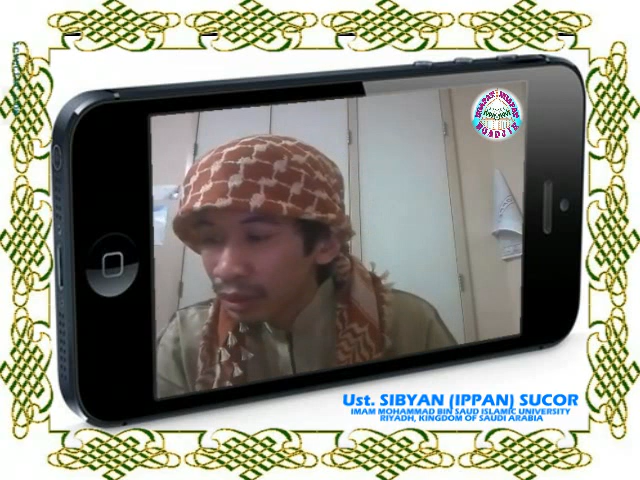 Ust. SIBYAN (IPPAN) SUCOR
IMAM MOHAMMAD BIN SAUD ISLAMIC UNIVERSITY
RIYADH, KINGDOM OF SAUDI ARABIA